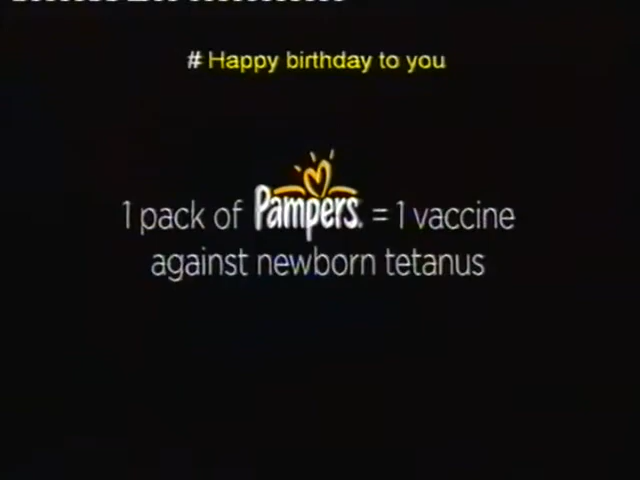 # Happy birthday to you
1 pack of Pampers. = 1 vaccine
against newborn tetanus